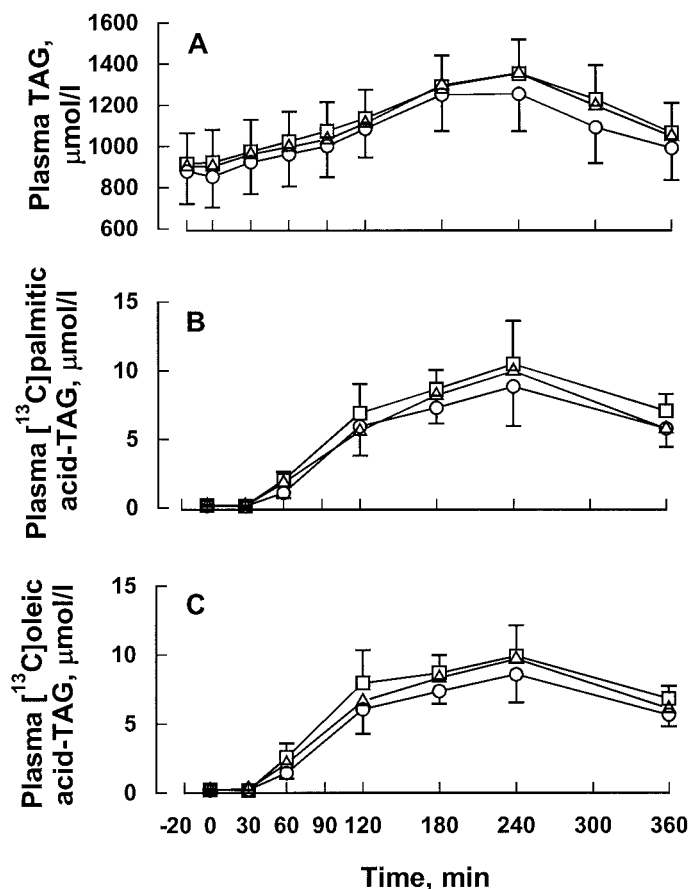 Plasma TAG,
μmol/l
A
1600
1400
1200
1000
800
600
Plasma [13C]palmitic
acid-TAG, μmol/l
B
15
10
5
0
Plasma [13C]oleic
acid-TAG, μmol/l
C
15
10
5
0
-20 0 30 60 90 120 180 240 300 360
Time, min